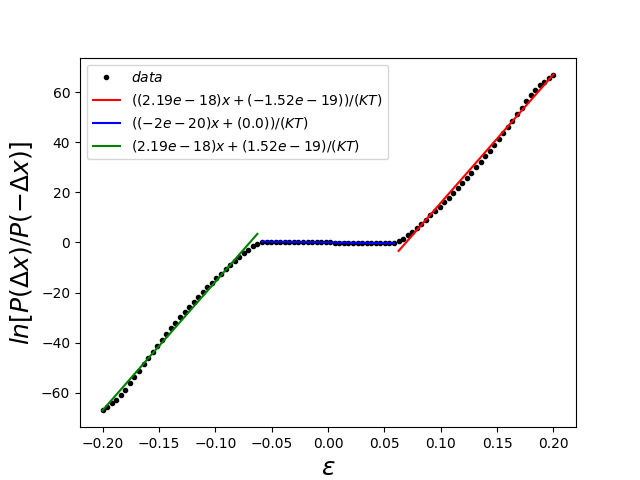 data
((2.19e − 18)x + (−1.52e − 19))/(KT)
((−2e − 20)x + (0.0))/(KT)
(2.19e − 18)x + (1.52e − 19)/(KT)
ln[P(Δx)/P(−Δx)]
60
40
20
0
−20
−40
−60
−0.20 −0.15 −0.10 −0.05 0.00 0.05 0.10 0.15 0.20
ε